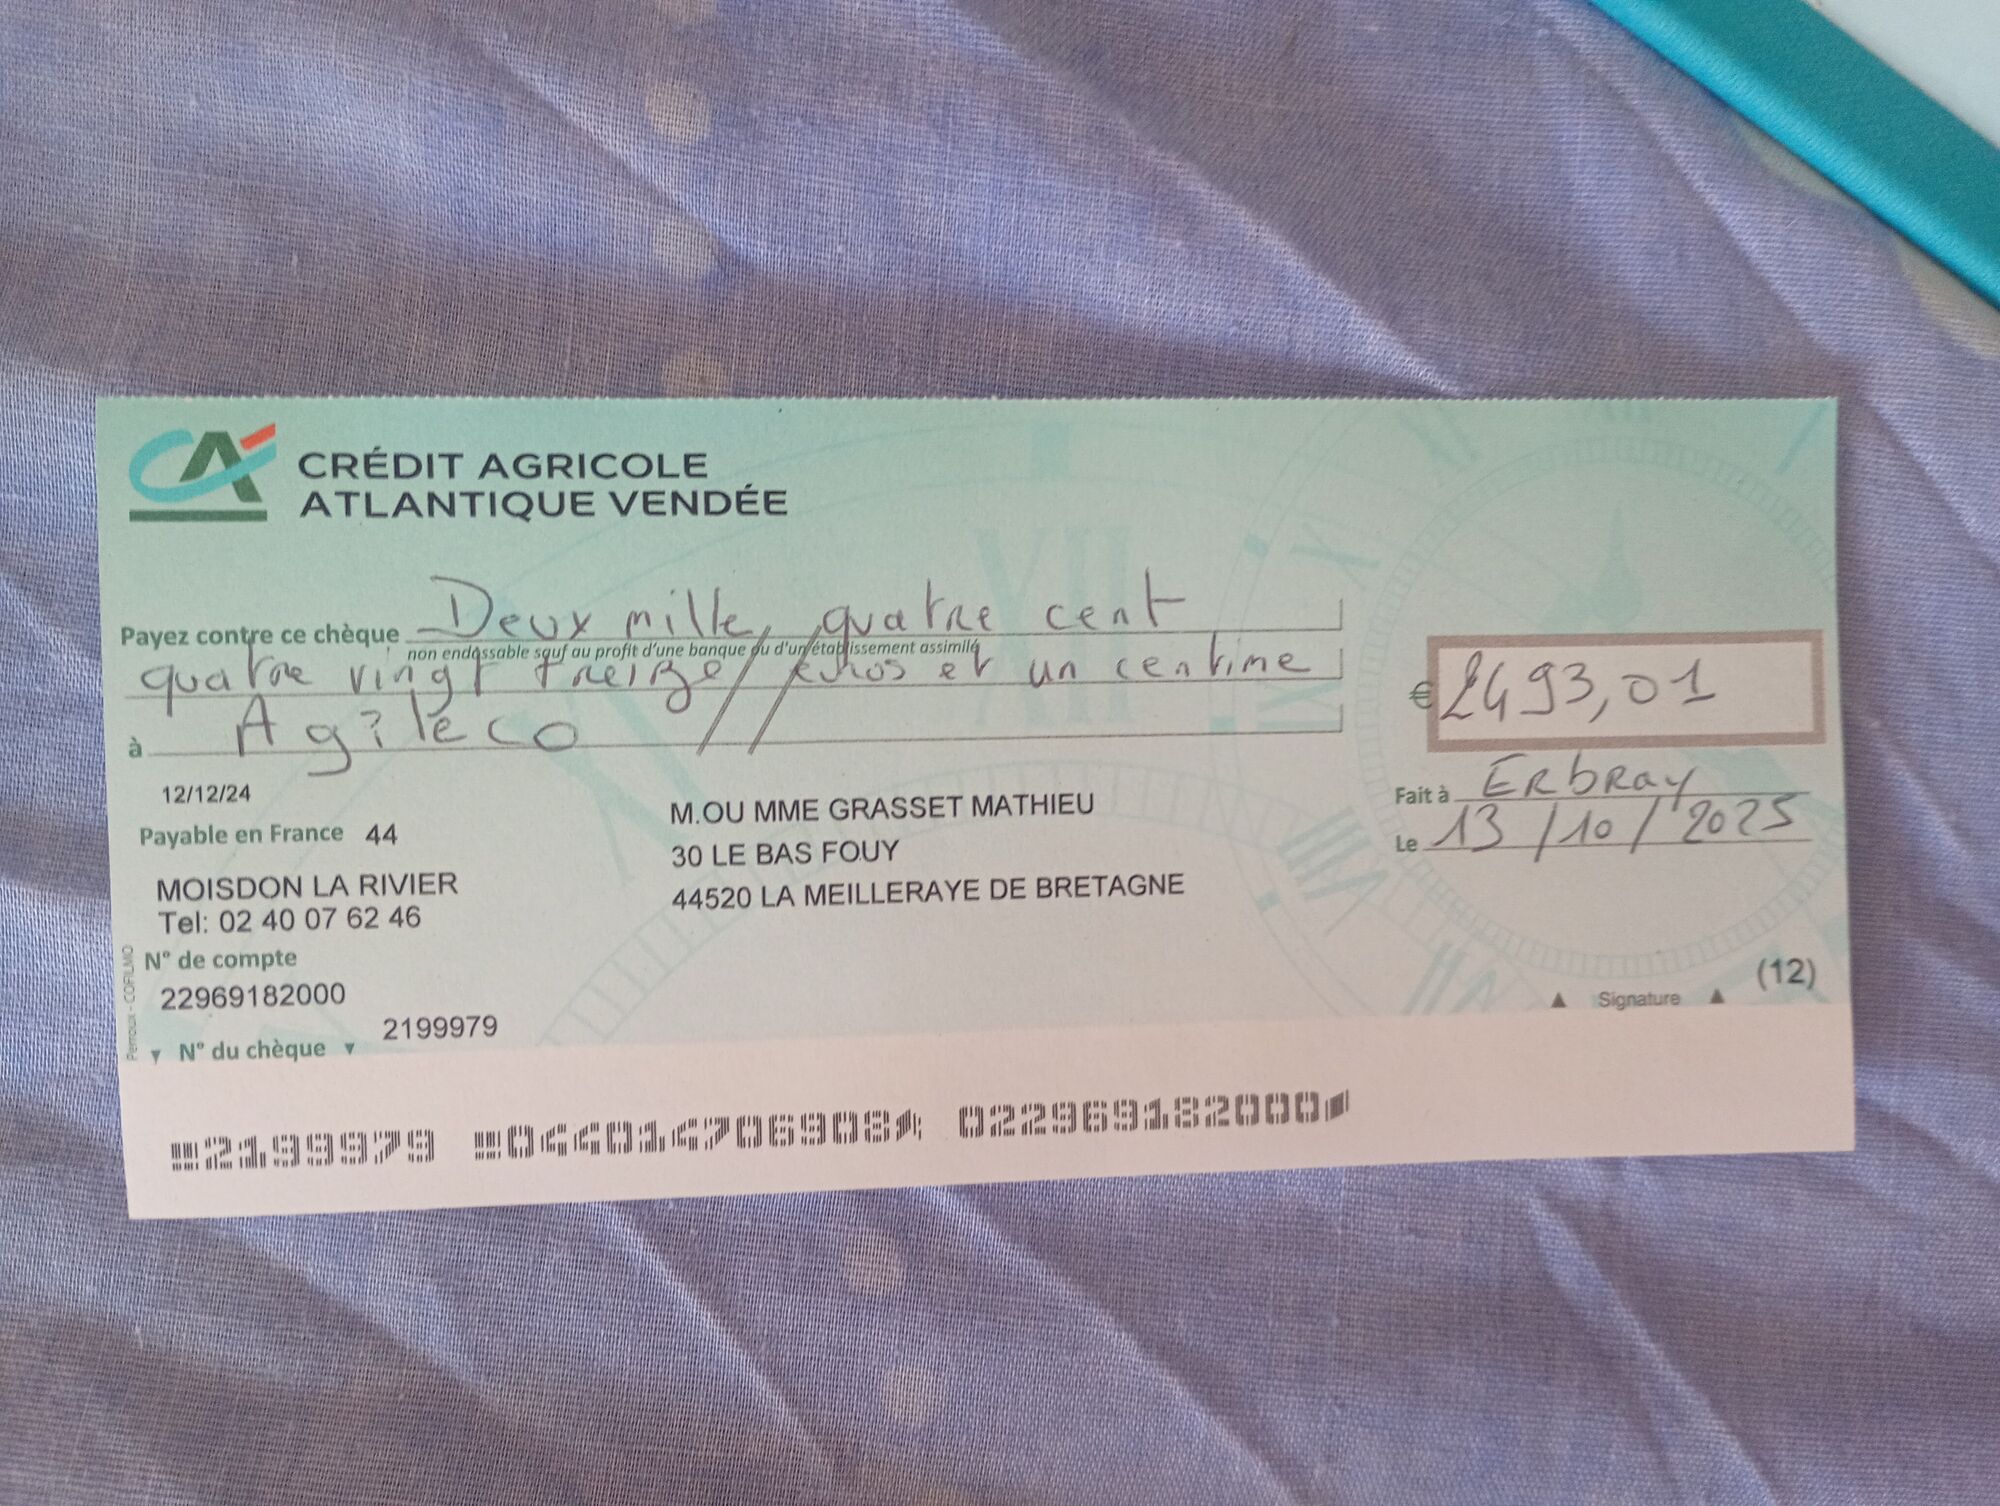 CRÉDIT AGRICOLE
ATLANTIQUE VENDÉE
Payez contre ce chèque Deux mille, quatre cent
non endossable sauf au profit d'une banque ou d'un établissement assimilé
quatre vingt treize euros et un centime
€ 2493,01
à Agileco
Fait à Erbray
Le 13/10/2025
12/12/24
Payable en France 44
MOISDON LA RIVIER
Tel: 02 40 07 62 46
M.OU MME GRASSET MATHIEU
30 LE BAS FOUY
44520 LA MEILLERAYE DE BRETAGNE
N° de compte
22969182000
2199979
▼ N° du chèque ▼
▲ Signature ▲
(12)
Perroux - COFILMO
2199979 044014706908 022969182000